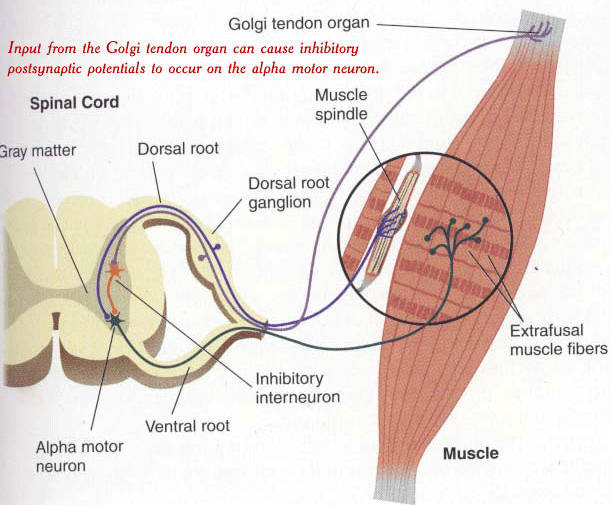 Golgi tendon organ
Input from the Golgi tendon organ can cause inhibitory
postsynaptic potentials to occur on the alpha motor neuron.
Spinal Cord
Muscle
spindle
Gray matter
Dorsal root
Dorsal root
ganglion
Extrafusal
muscle fibers
Inhibitory
interneuron
Ventral root
Alpha motor
neuron
Muscle